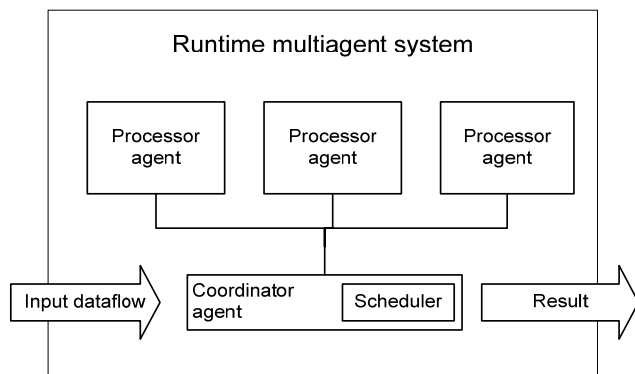 Runtime multiagent system
Processor
agent
Processor
agent
Processor
agent
Input dataflow
Coordinator
agent
Scheduler
Result